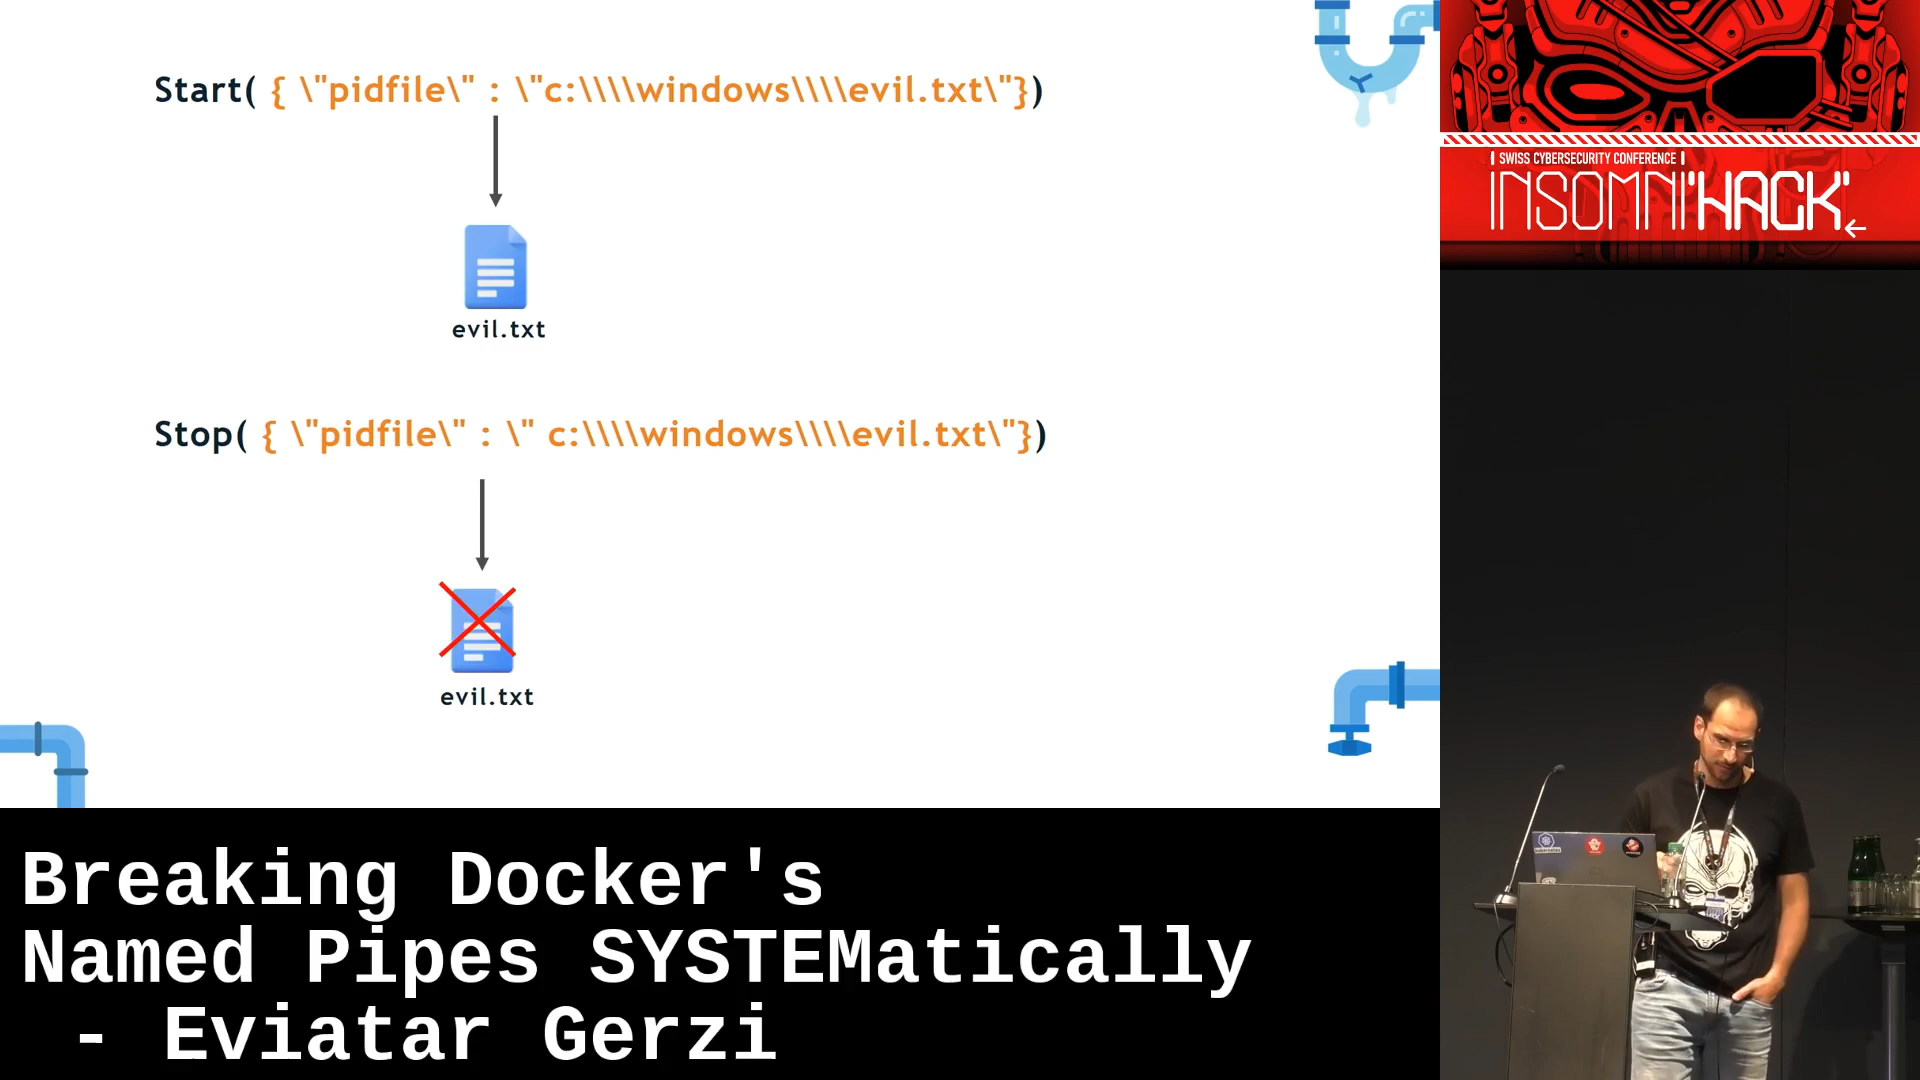 Start( { \"pidfile\" : \"c:\\\\windows\\\\evil.txt\"})
evil.txt
Stop( { \"pidfile\" : \" c:\\\\windows\\\\evil.txt\"})
evil.txt
SWISS CYBERSECURITY CONFERENCE
INSOMNI'HACK
Breaking Docker's
Named Pipes SYSTEMatically
- Eviatar Gerzi